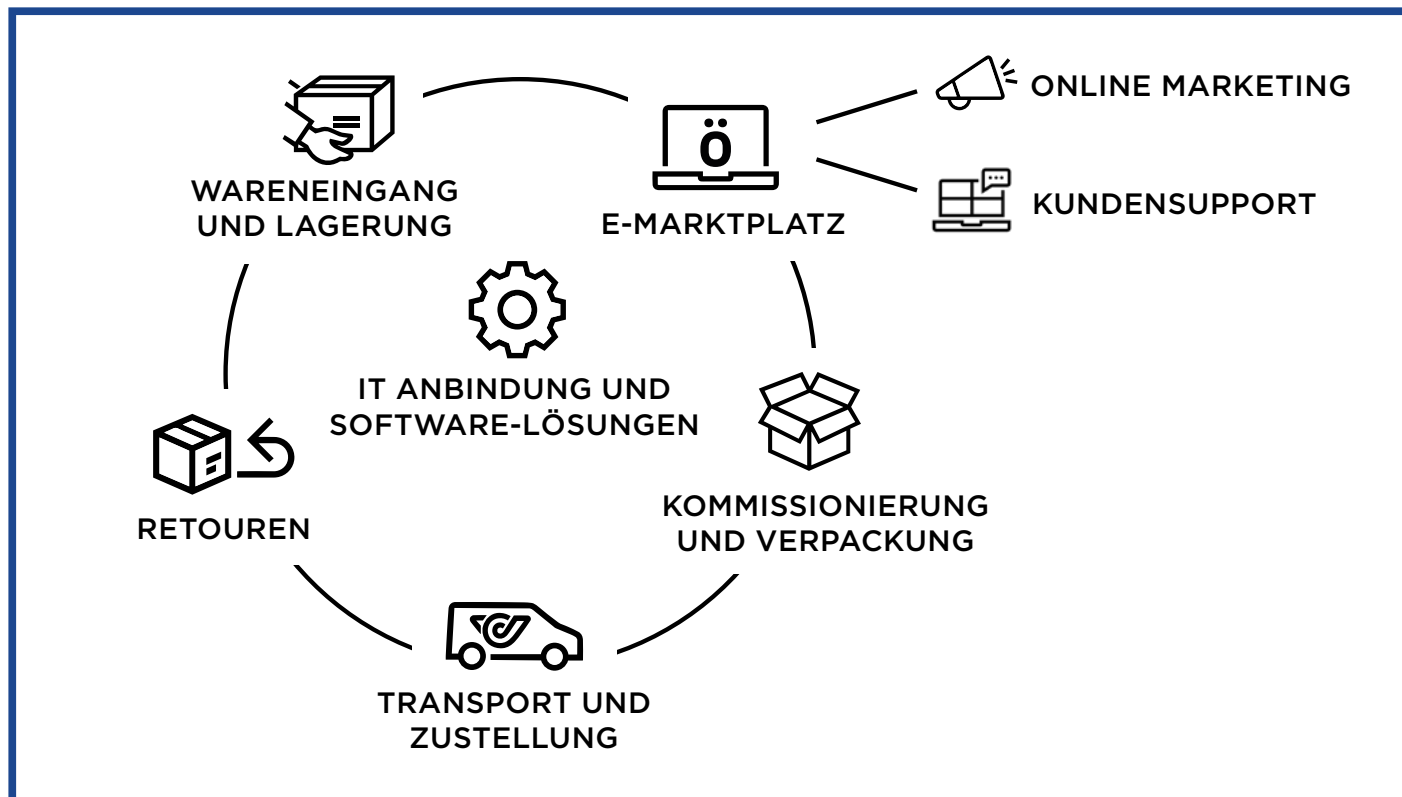 ONLINE MARKETING
WARENEINGANG
UND LAGERUNG
Ö
E-MARKTPLATZ
KUNDENSUPPORT
IT ANBINDUNG UND
SOFTWARE-LÖSUNGEN
RETOUREN
KOMMISSIONIERUNG
UND VERPACKUNG
TRANSPORT UND
ZUSTELLUNG